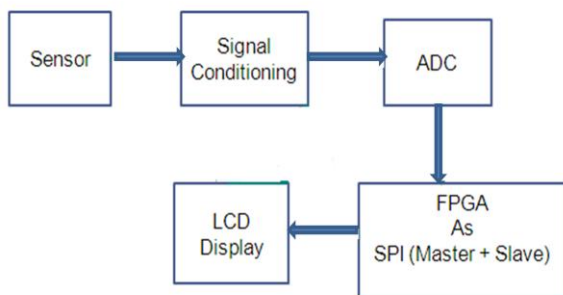 Sensor
Signal
Conditioning
ADC
FPGA
As
SPI (Master + Slave)
LCD
Display